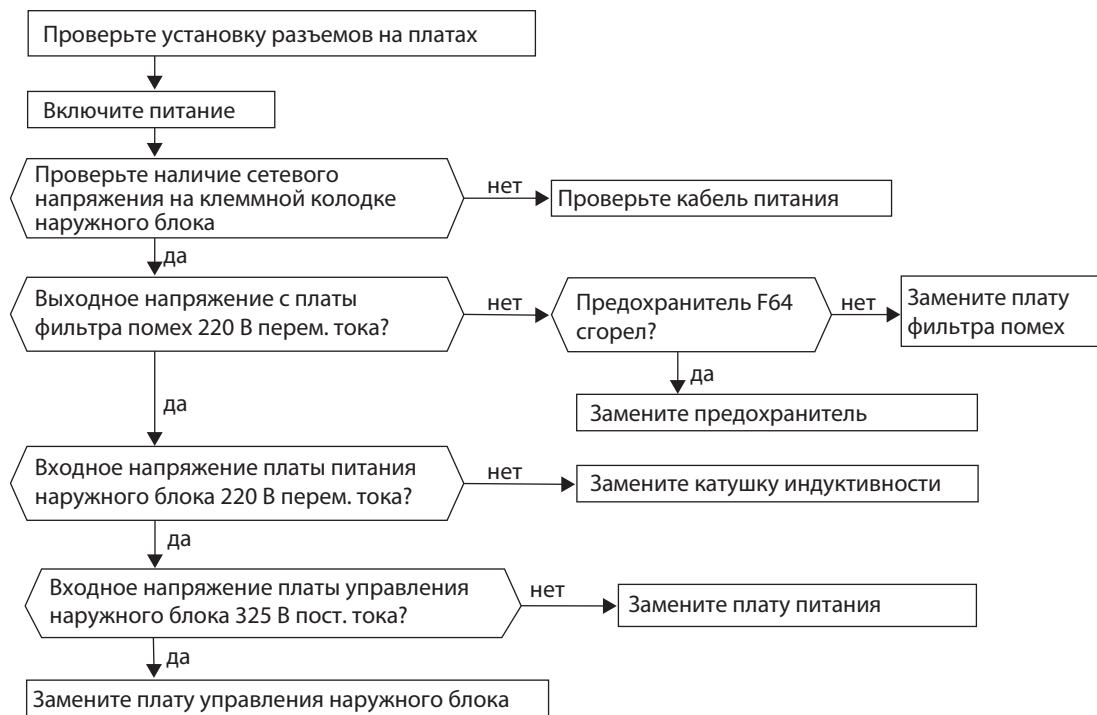 Проверьте установку разъемов на платах
Включите питание
Проверьте наличие сетевого
напряжения на клеммной колодке
наружного блока
нет
Проверьте кабель питания
да
Выходное напряжение с платы
фильтра помех 220 В перем. тока?
нет
Предохранитель F64
сгорел?
нет
Замените плату
фильтра помех
да
Замените предохранитель
да
Входное напряжение платы питания
наружного блока 220 В перем. тока?
нет
Замените катушку индуктивности
да
Входное напряжение платы управления
наружного блока 325 В пост. тока?
нет
Замените плату питания
да
Замените плату управления наружного блока